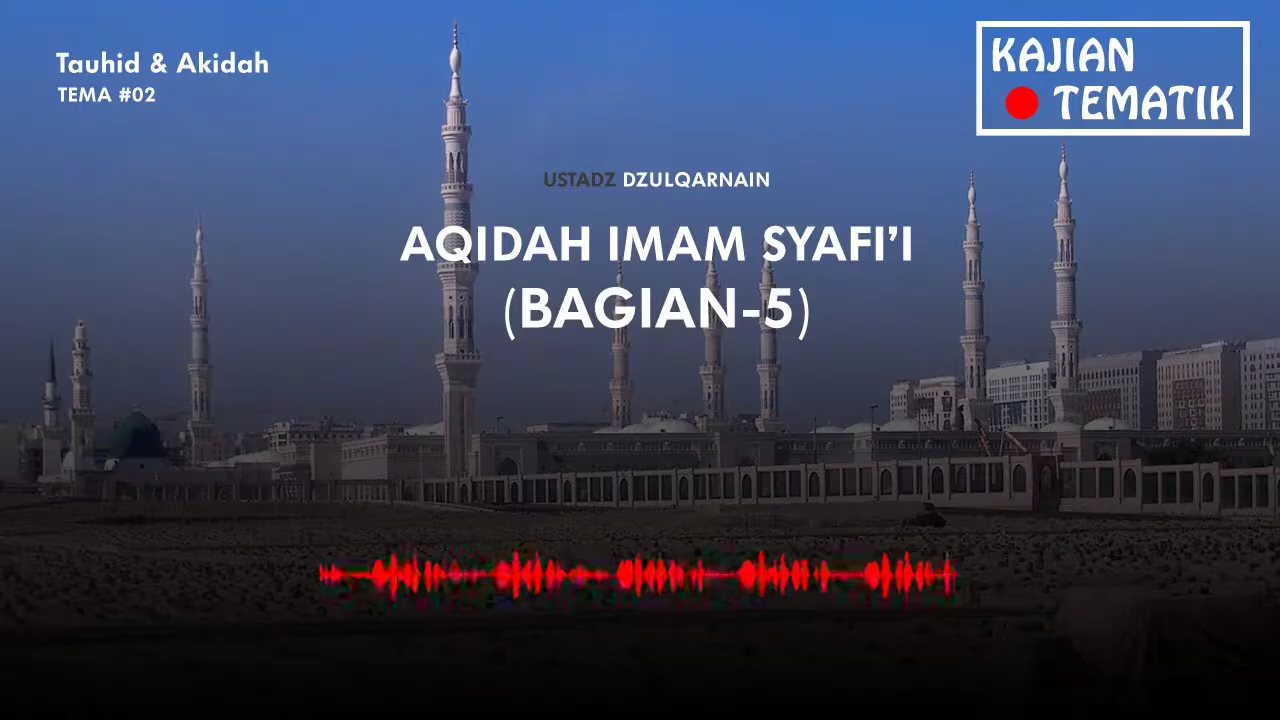 Tauhid & Akidah
TEMA #02
KAJIAN
TEMATIK
USTADZ DZULQARNAIN
AQIDAH IMAM SYAFI'I
(BAGIAN-5)